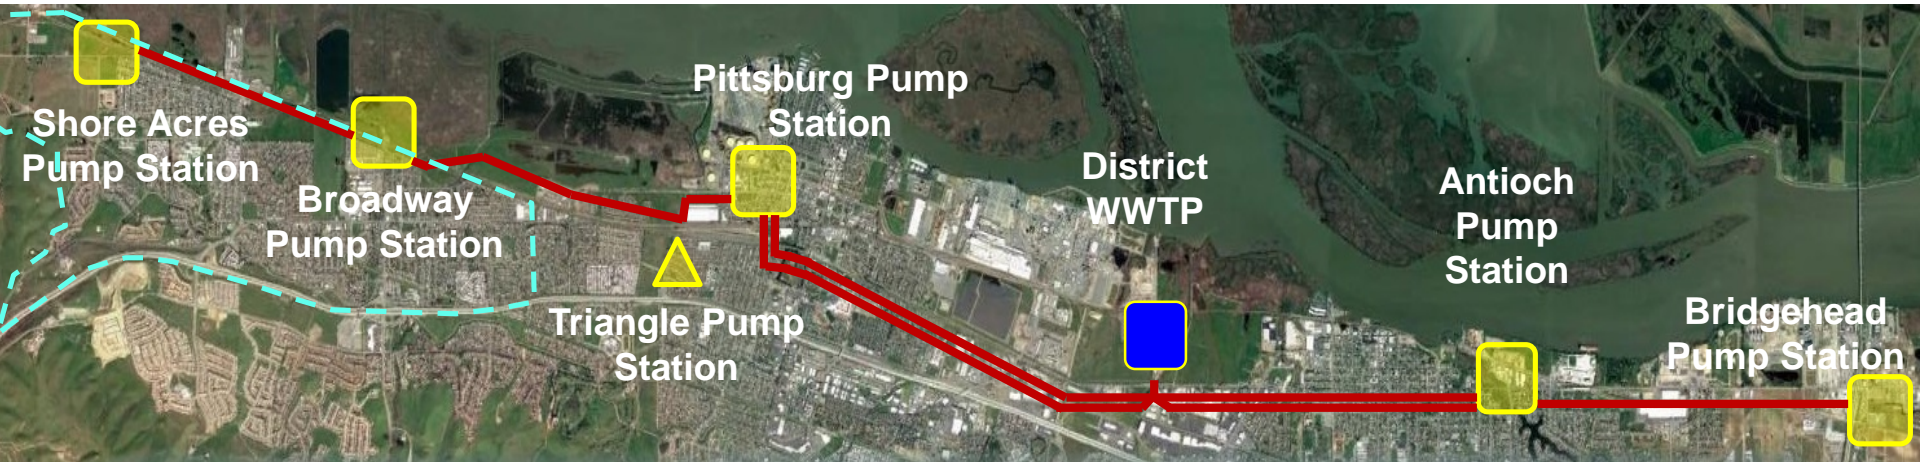 Shore Acres
Pump Station
Broadway
Pump Station
Pittsburg Pump
Station
Triangle Pump
Station
District
WWTP
Antioch
Pump
Station
Bridgehead
Pump Station